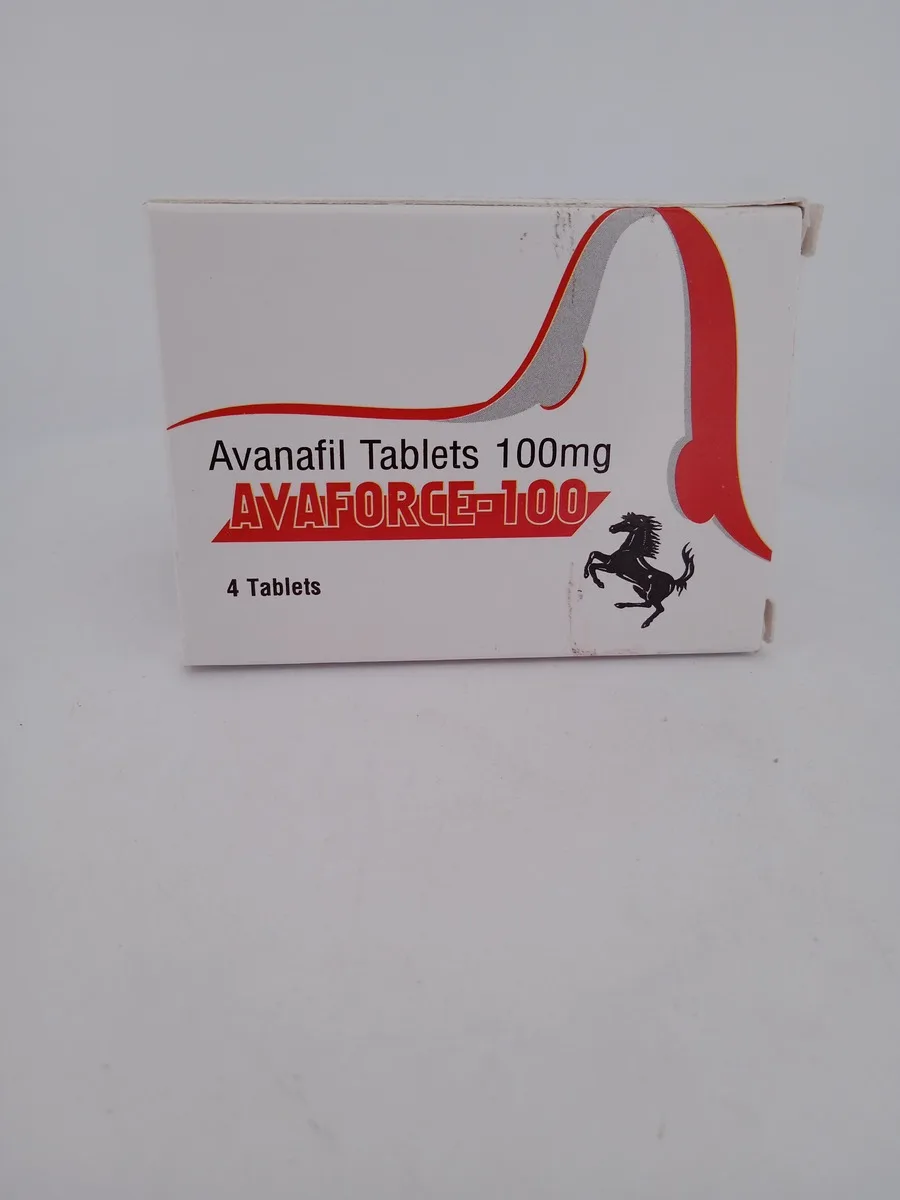 Avanafil Tablets 100mg
AVAFORCE-100
4 Tablets